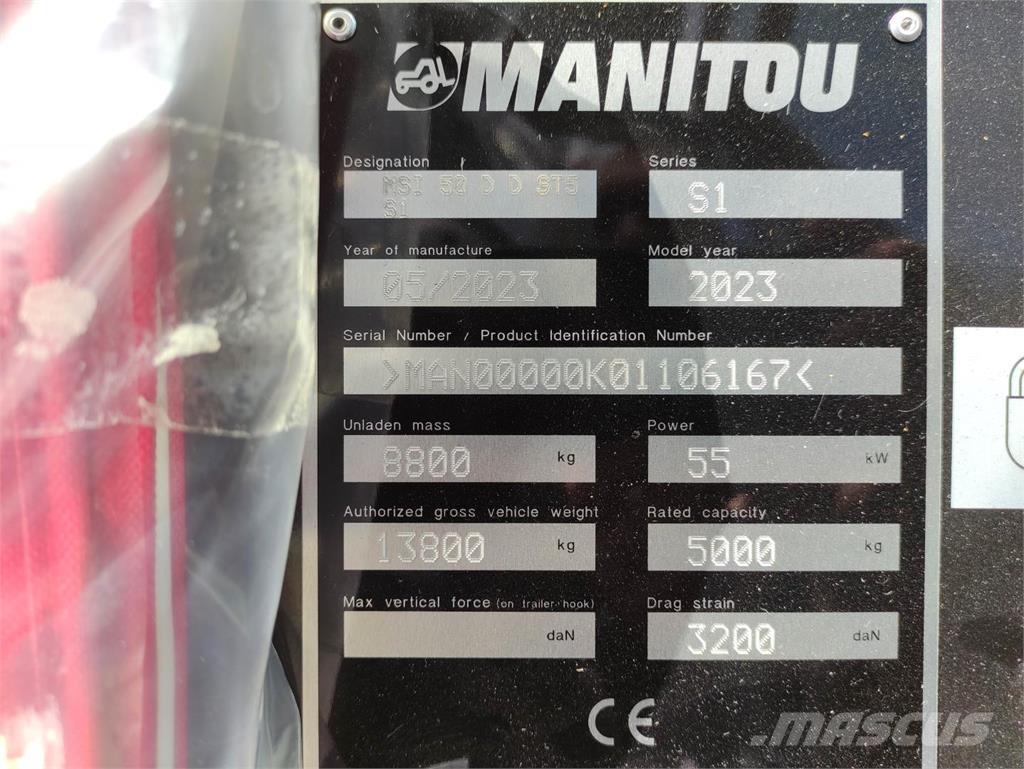 MANITOU
Designation Series
MSI 50 D D ST5 S1
S1
Year of manufacture Model year
05/2023 2023
Serial Number / Product Identification Number
>MAN00000K01106167<
Unladen mass Power
8800 kg 55 kW
Authorized gross vehicle weight Rated capacity
13800 kg 5000 kg
Max vertical force (on trailer hook) Drag strain
daN 3200 daN
CE
MASCUS